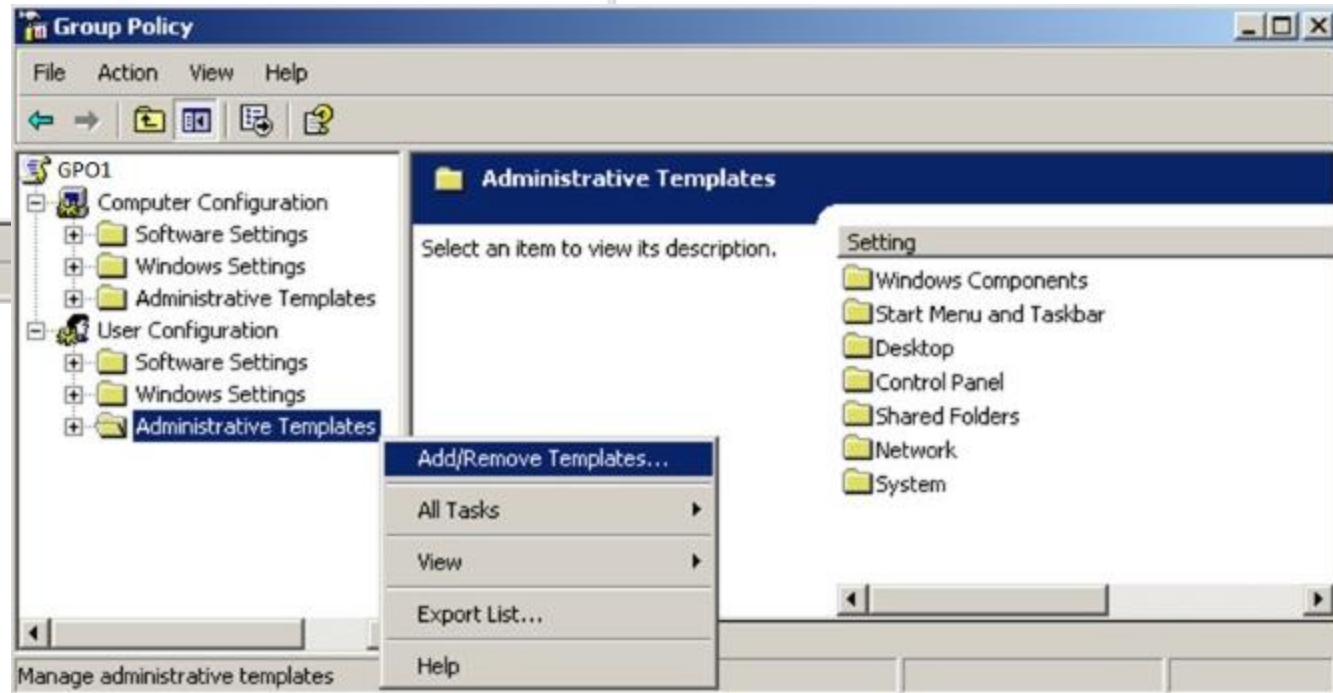 Group Policy
File Action View Help
GPO1
Computer Configuration
Software Settings
Windows Settings
Administrative Templates
User Configuration
Software Settings
Windows Settings
Administrative Templates
Administrative Templates
Select an item to view its description.
Setting
Windows Components
Start Menu and Taskbar
Desktop
Control Panel
Shared Folders
Network
System
Add/Remove Templates...
All Tasks
View
Export List...
Help
Manage administrative templates